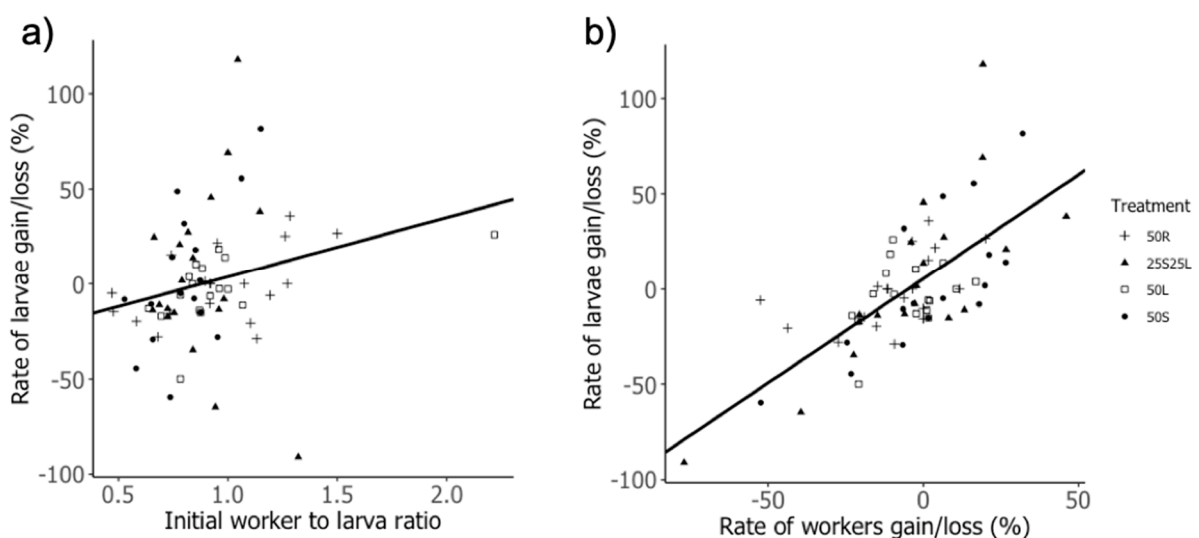 a)
Rate of larvae gain/loss (%)
100
50
0
-50
-100
0.5 1.0 1.5 2.0
Initial worker to larva ratio
b)
Rate of larvae gain/loss (%)
100
50
0
-50
-100
-50 0 50
Rate of workers gain/loss (%)
Treatment
50R
25S25L
50L
50S